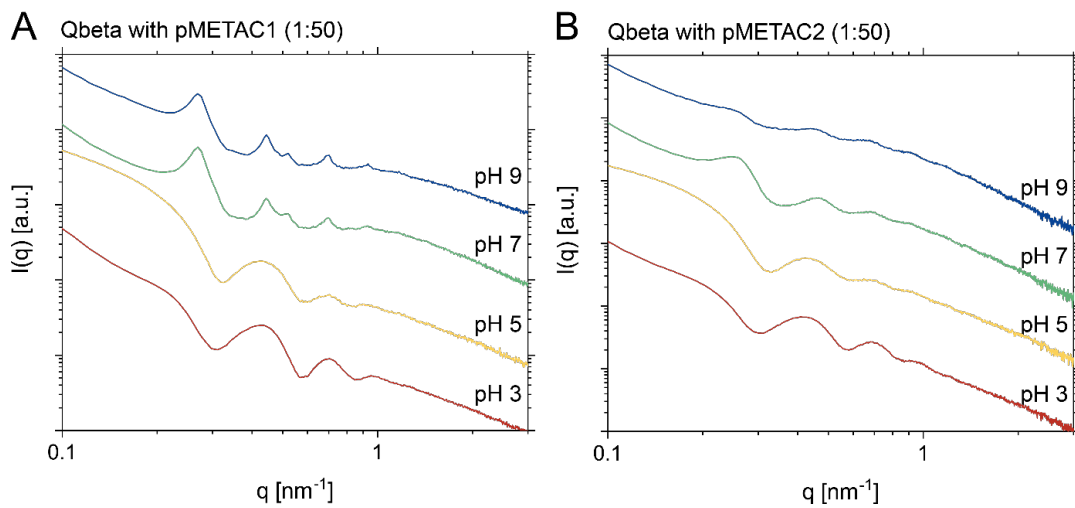 A
Qbeta with pMETAC1 (1:50)
I(q) [a.u.]
pH 9
pH 7
pH 5
pH 3
0.1
1
q [nm⁻¹]
B
Qbeta with pMETAC2 (1:50)
I(q) [a.u.]
pH 9
pH 7
pH 5
pH 3
0.1
1
q [nm⁻¹]